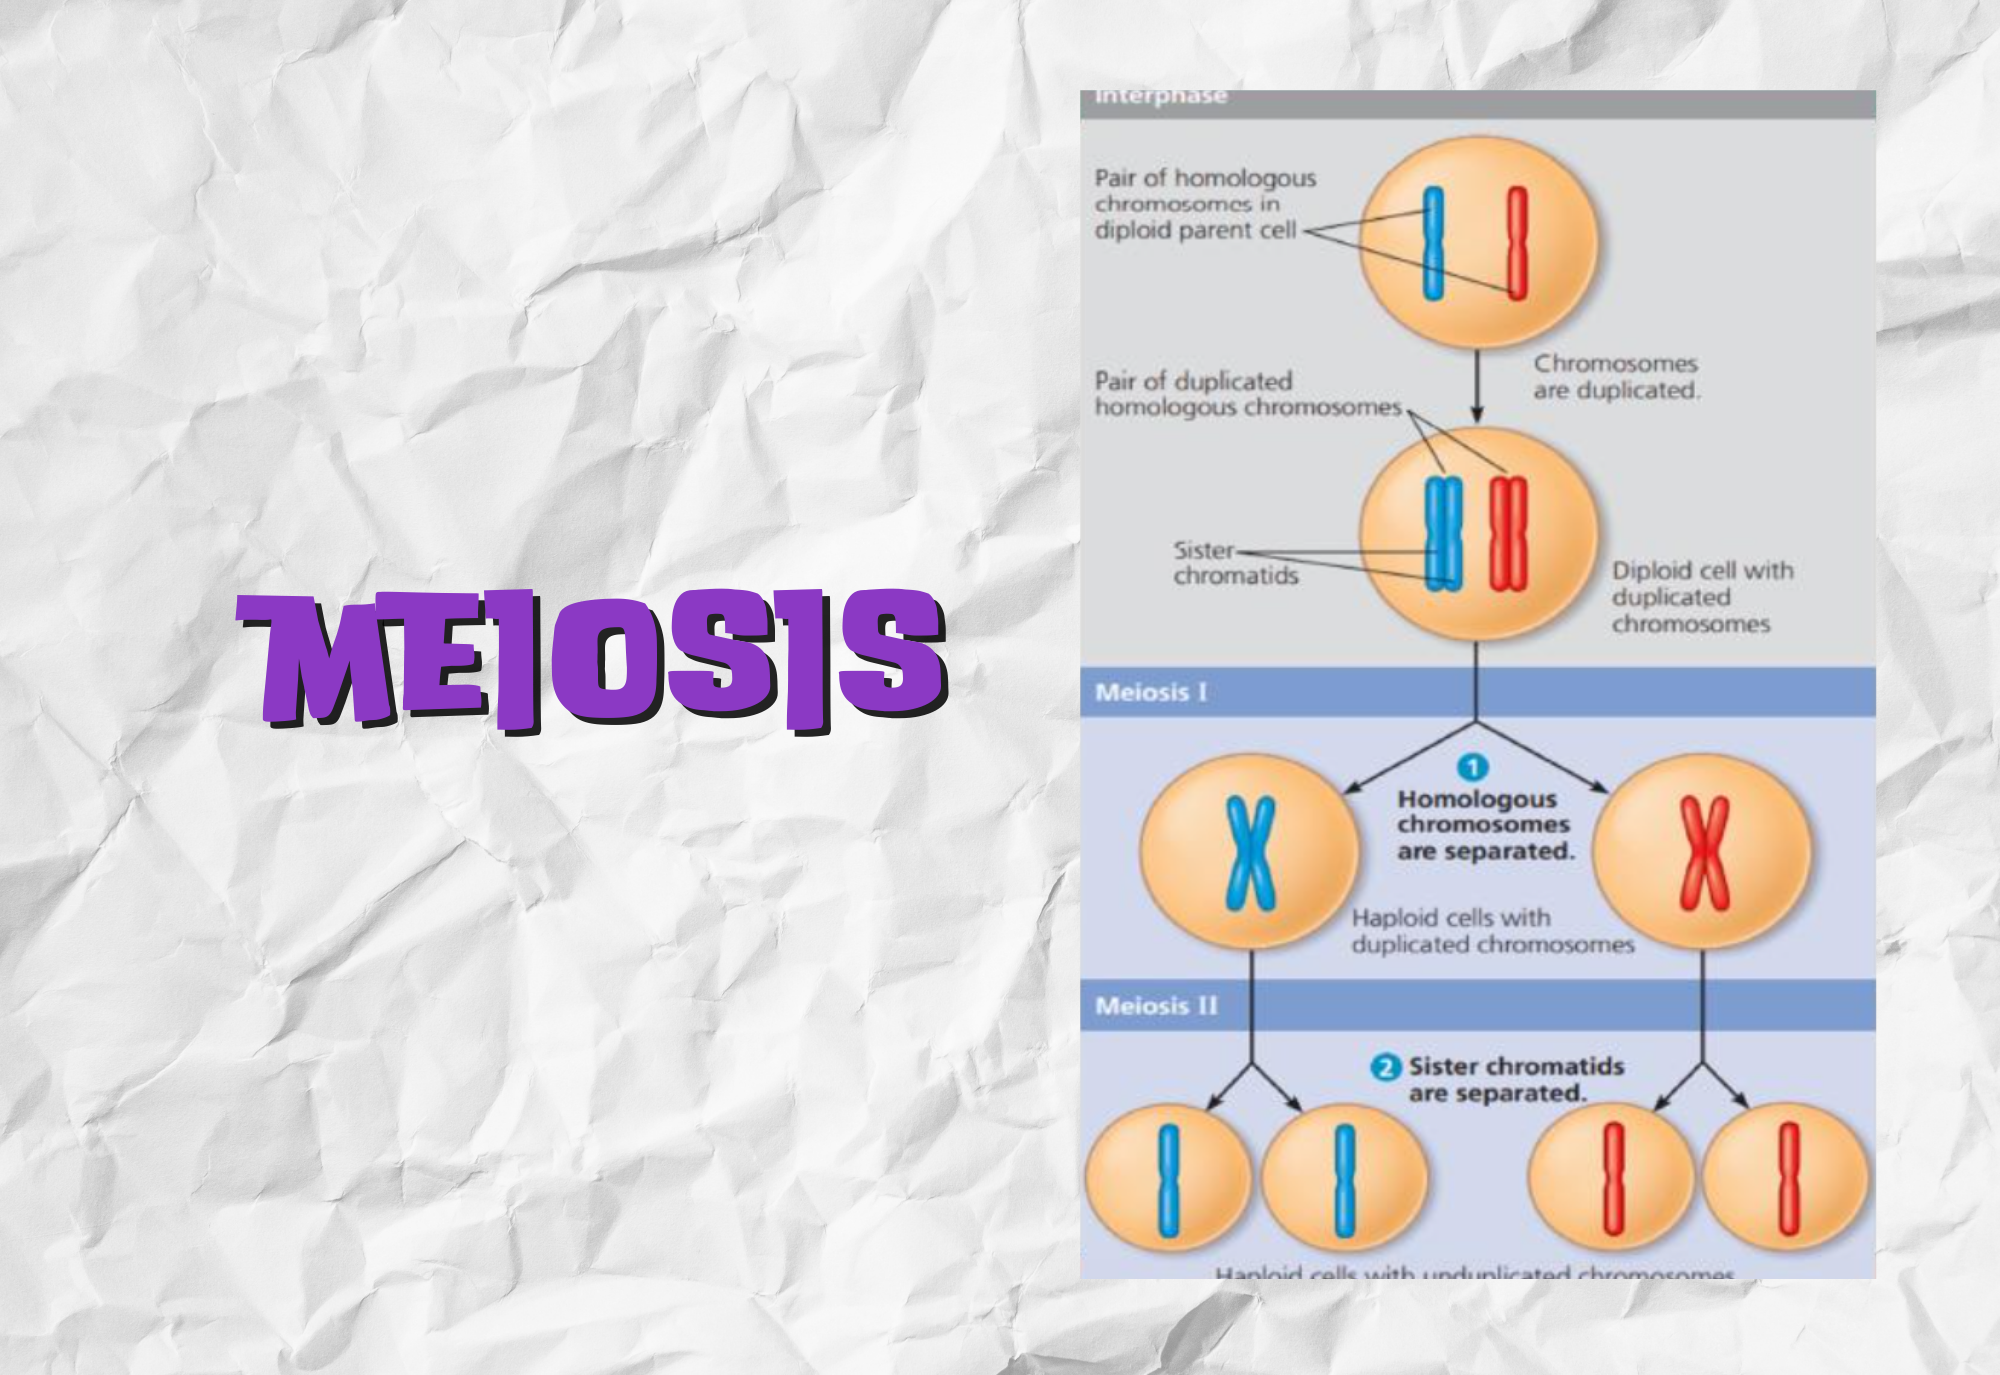 MEIOSIS
Interphase
Pair of homologous
chromosomes in
diploid parent cell
Chromosomes
are duplicated.
Pair of duplicated
homologous chromosomes
Sister
chromatids
Diploid cell with
duplicated
chromosomes
Meiosis I
1
Homologous
chromosomes
are separated.
Haploid cells with
duplicated chromosomes
Meiosis II
2 Sister chromatids
are separated.
Haploid cells with unduplicated chromosomes